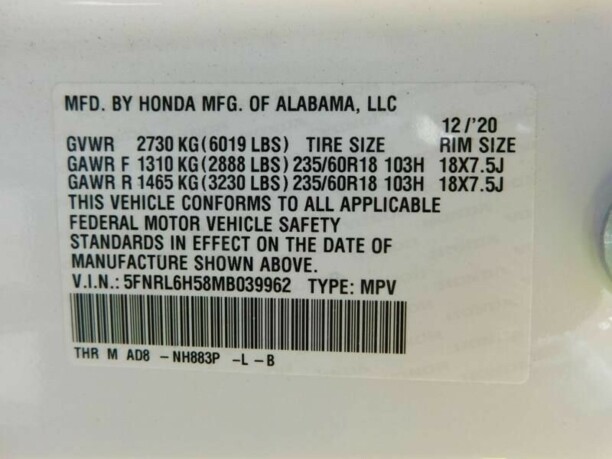 MFD. BY HONDA MFG. OF ALABAMA, LLC
12/'20
GVWR 2730 KG (6019 LBS) TIRE SIZE RIM SIZE
GAWR F 1310 KG (2888 LBS) 235/60R18 103H 18X7.5J
GAWR R 1465 KG (3230 LBS) 235/60R18 103H 18X7.5J
THIS VEHICLE CONFORMS TO ALL APPLICABLE
FEDERAL MOTOR VEHICLE SAFETY
STANDARDS IN EFFECT ON THE DATE OF
MANUFACTURE SHOWN ABOVE.
V.I.N.: 5FNRL6H58MB039962 TYPE: MPV
THR M AD8 - NH883P -L-B